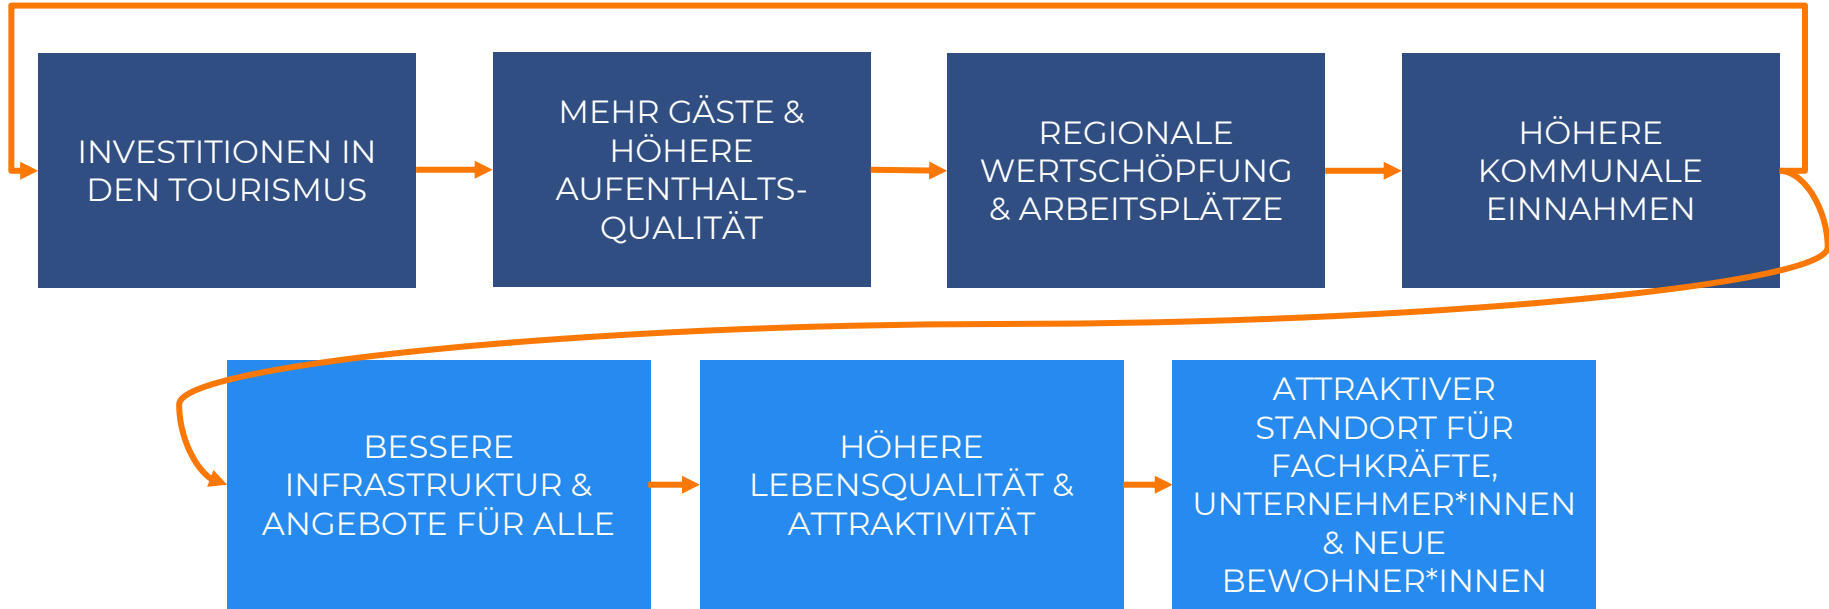 INVESTITIONEN IN
DEN TOURISMUS
MEHR GÄSTE &
HÖHERE
AUFENTHALTS-
QUALITÄT
REGIONALE
WERTSCHÖPFUNG
& ARBEITSPLÄTZE
HÖHERE
KOMMUNALE
EINNAHMEN
BESSERE
INFRASTRUKTUR &
ANGEBOTE FÜR ALLE
HÖHERE
LEBENSQUALITÄT &
ATTRAKTIVITÄT
ATTRAKTIVER
STANDORT FÜR
FACHKRÄFTE,
UNTERNEHMER*INNEN
& NEUE
BEWOHNER*INNEN